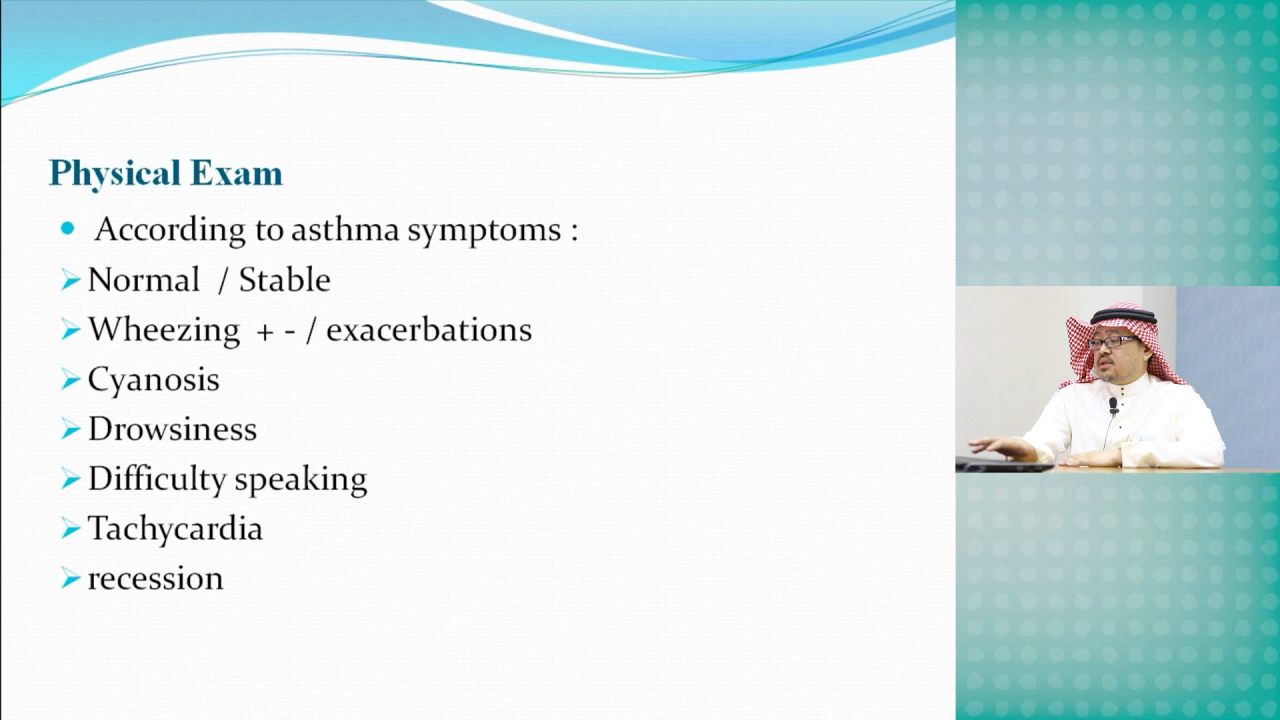 Physical Exam
According to asthma symptoms :
Normal / Stable
Wheezing + - / exacerbations
Cyanosis
Drowsiness
Difficulty speaking
Tachycardia
recession